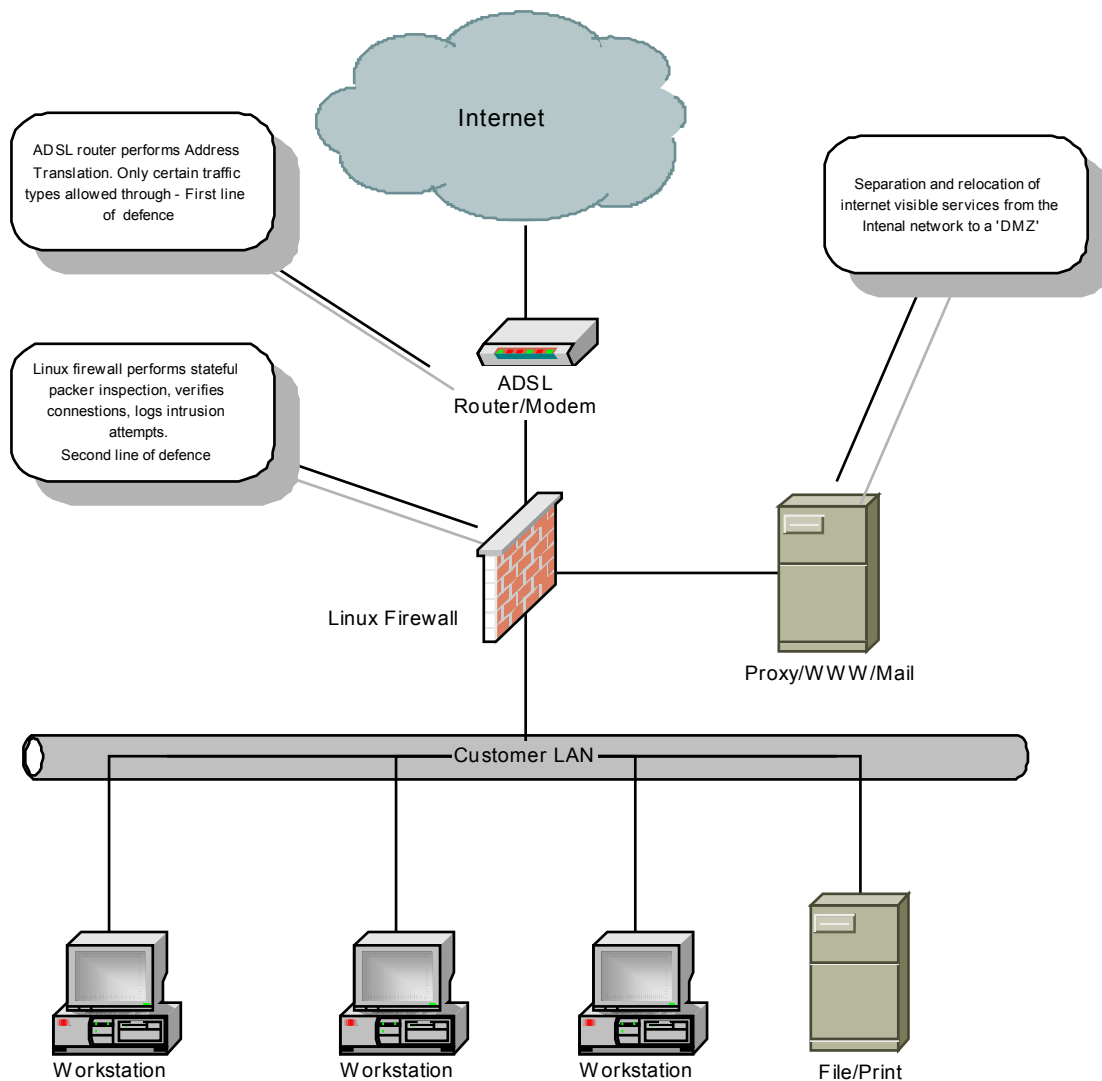 Internet
ADSL router performs Address
Translation. Only certain traffic
types allowed through - First line
of defence
Separation and relocation of
internet visible services from the
Intenal network to a 'DMZ'
Linux firewall performs stateful
packer inspection, verifies
connestions, logs intrusion
attempts.
Second line of defence
ADSL
Router/Modem
Linux Firewall
Proxy/WWW/Mail
Customer LAN
Workstation
Workstation
Workstation
File/Print